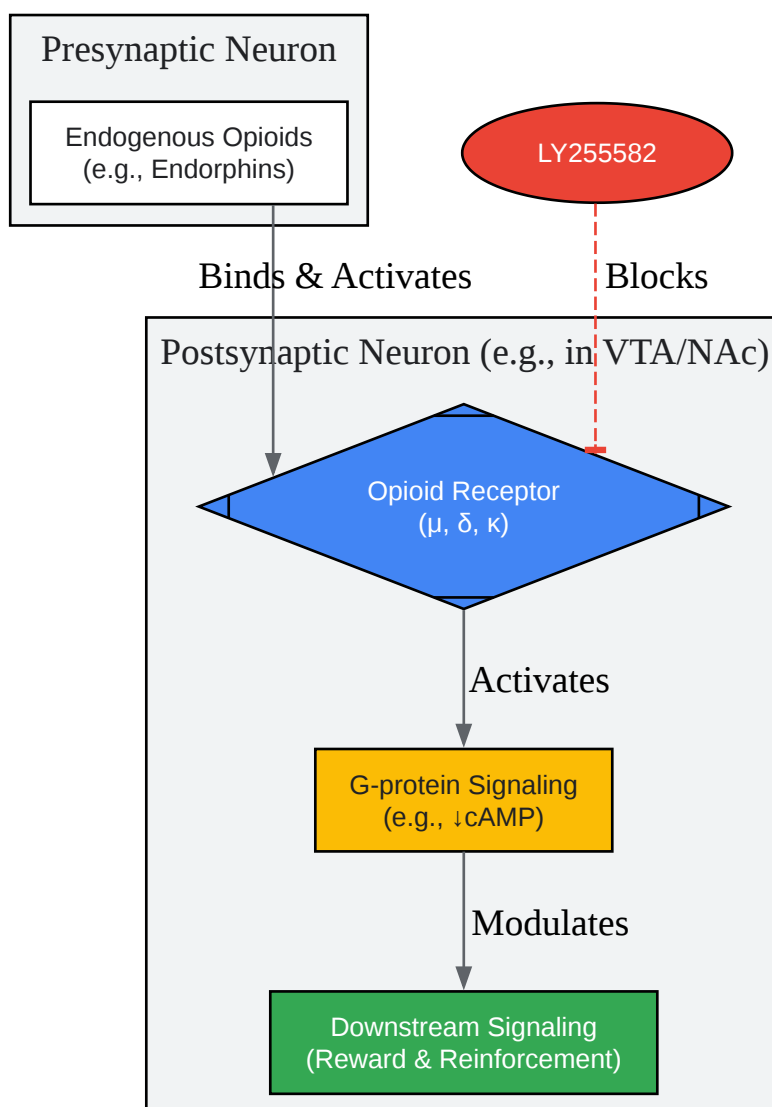 Presynaptic Neuron
Endogenous Opioids
(e.g., Endorphins)
LY255582
Binds & Activates
Blocks
Postsynaptic Neuron (e.g., in VTA/NAc)
Opioid Receptor
(μ, δ, κ)
Activates
G-protein Signaling
(e.g., ↓cAMP)
Modulates
Downstream Signaling
(Reward & Reinforcement)